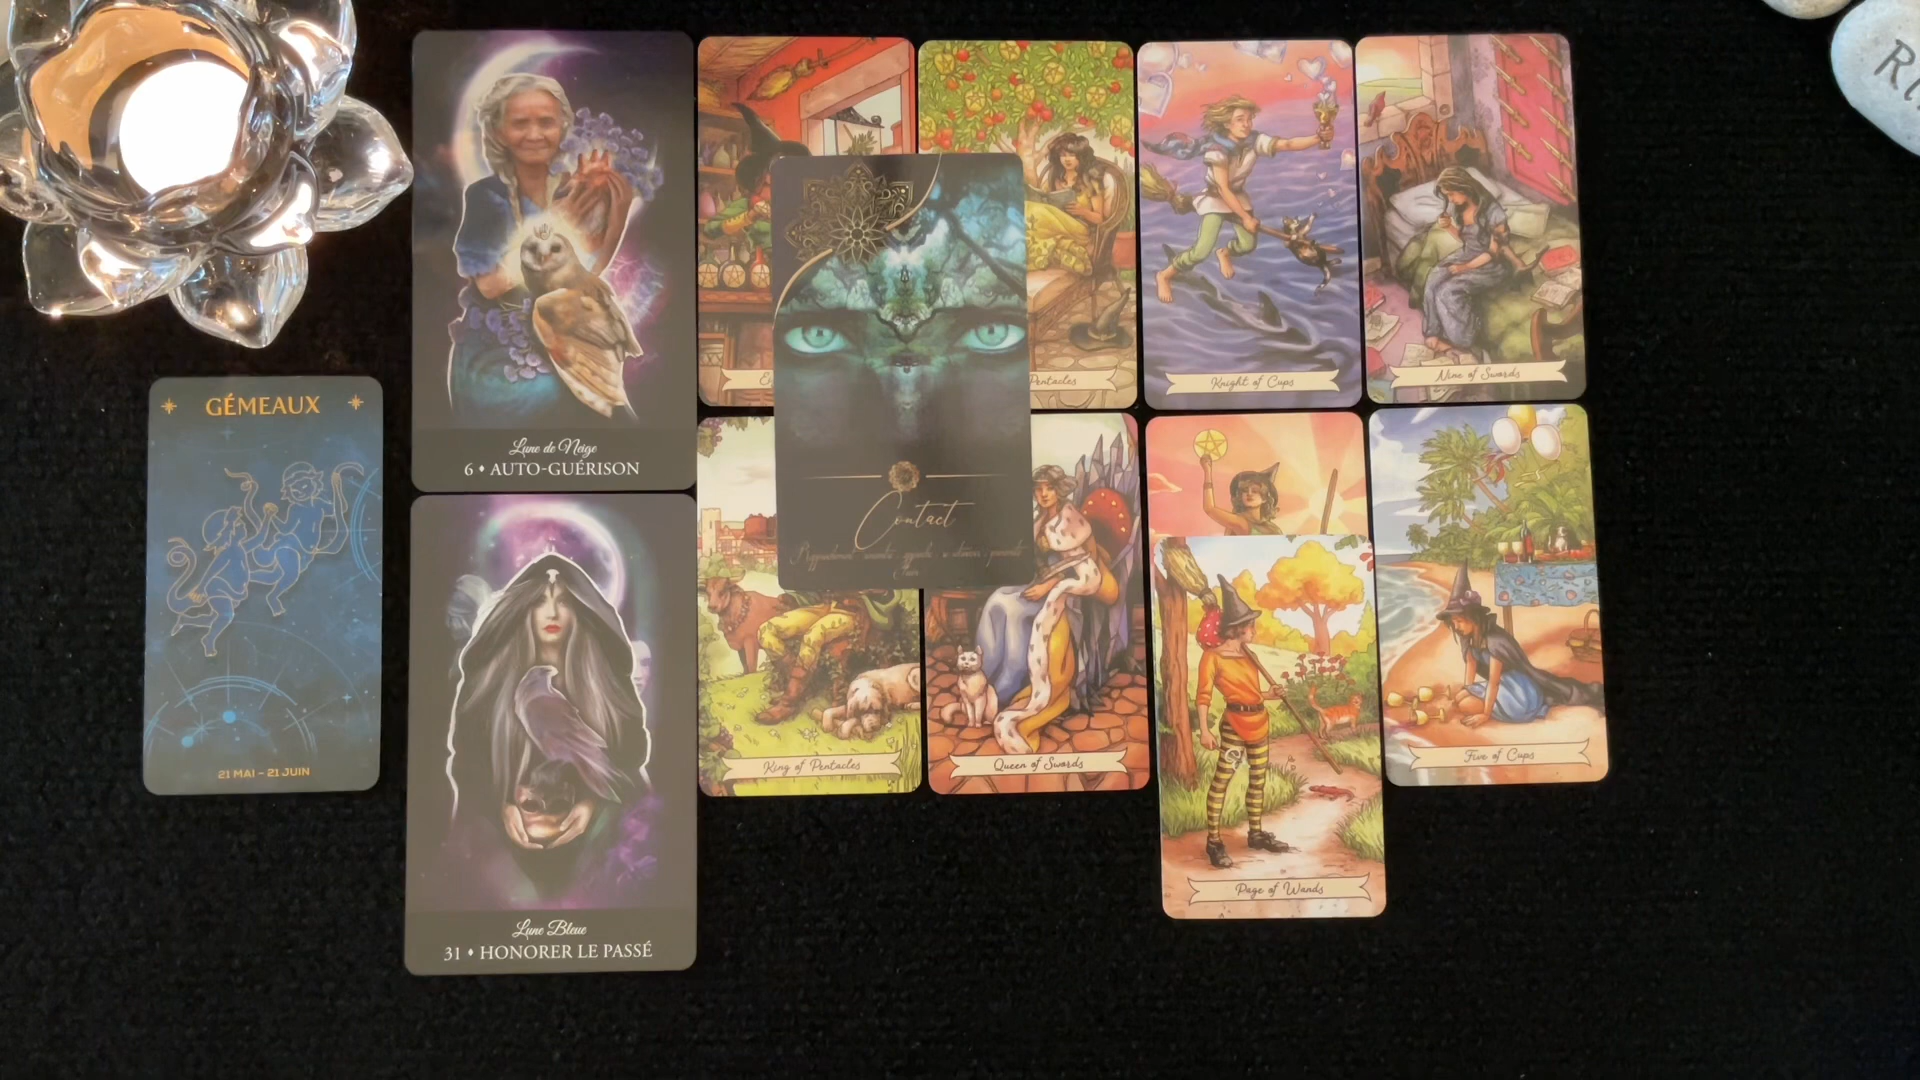 GÉMEAUX
21 MAI – 21 JUIN
Lune de Neige
6 ♦ AUTO-GUÉRISON
Lune Bleue
31 ♦ HONORER LE PASSÉ
E
Pentacles
Knight of Cups
Nine of Swords
Contact
King of Pentacles
Queen of Swords
Page of Wands
Five of Cups